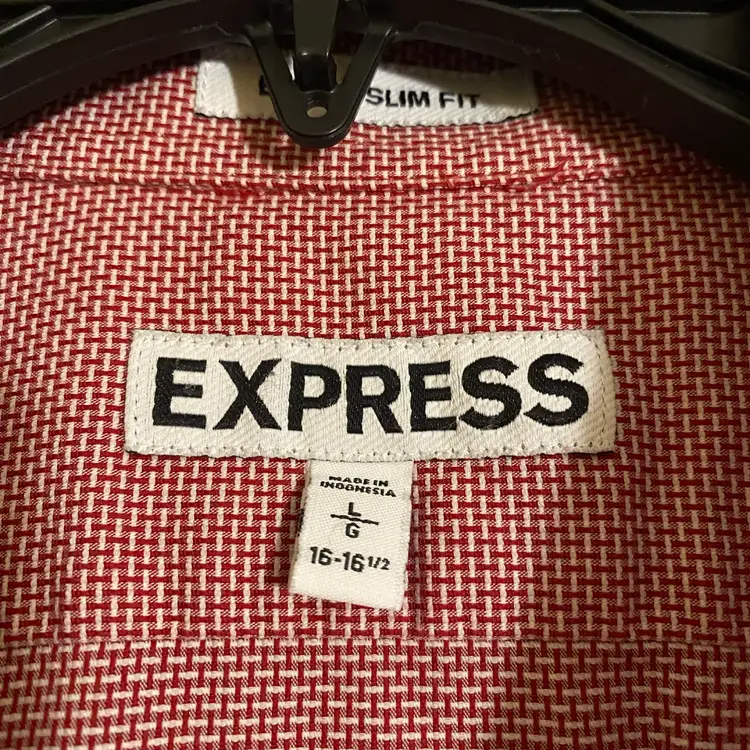 SLIM FIT
EXPRESS
MADE IN
INDONESIA
L
G
16-16 1/2